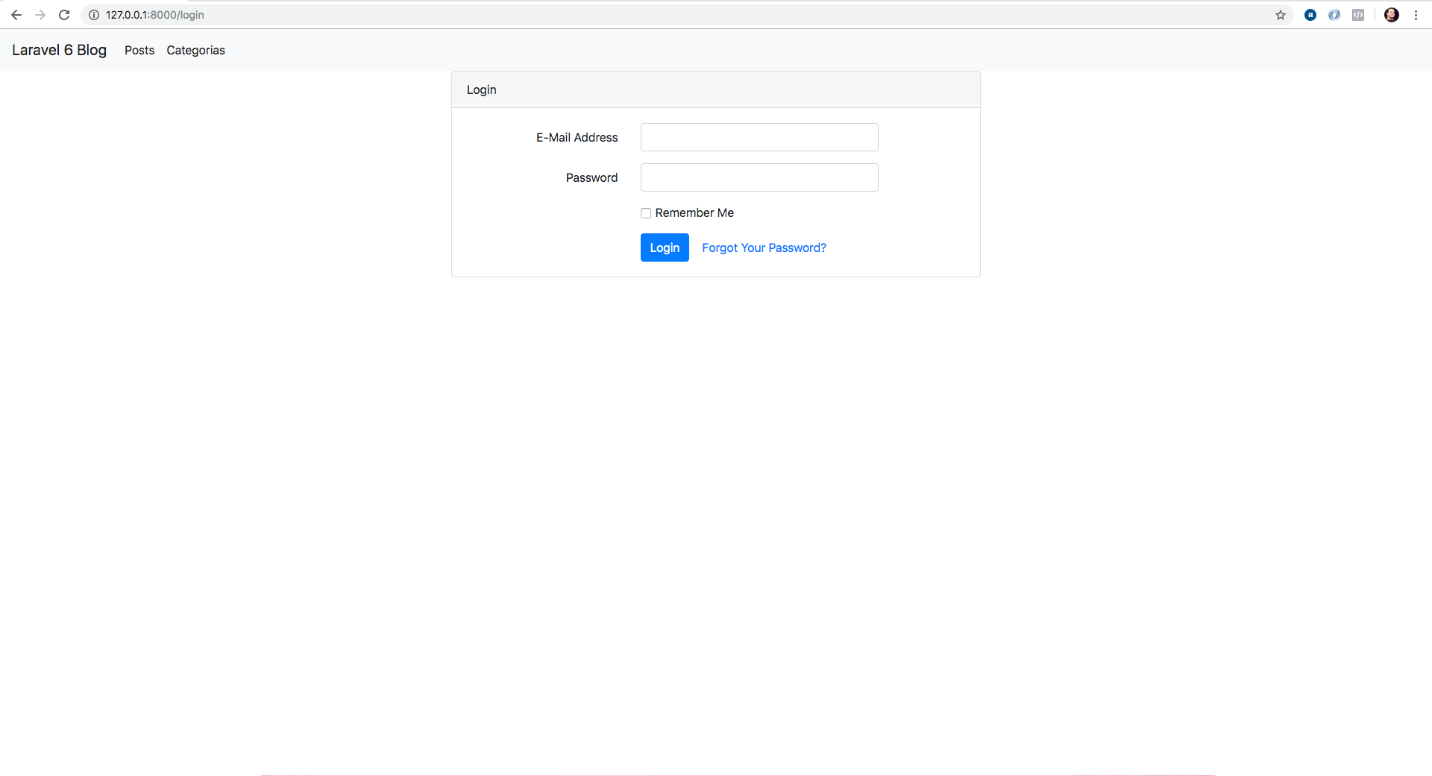 127.0.0.1:8000/login
Laravel 6 Blog Posts Categorias
Login
E-Mail Address
Password
Remember Me
Login Forgot Your Password?